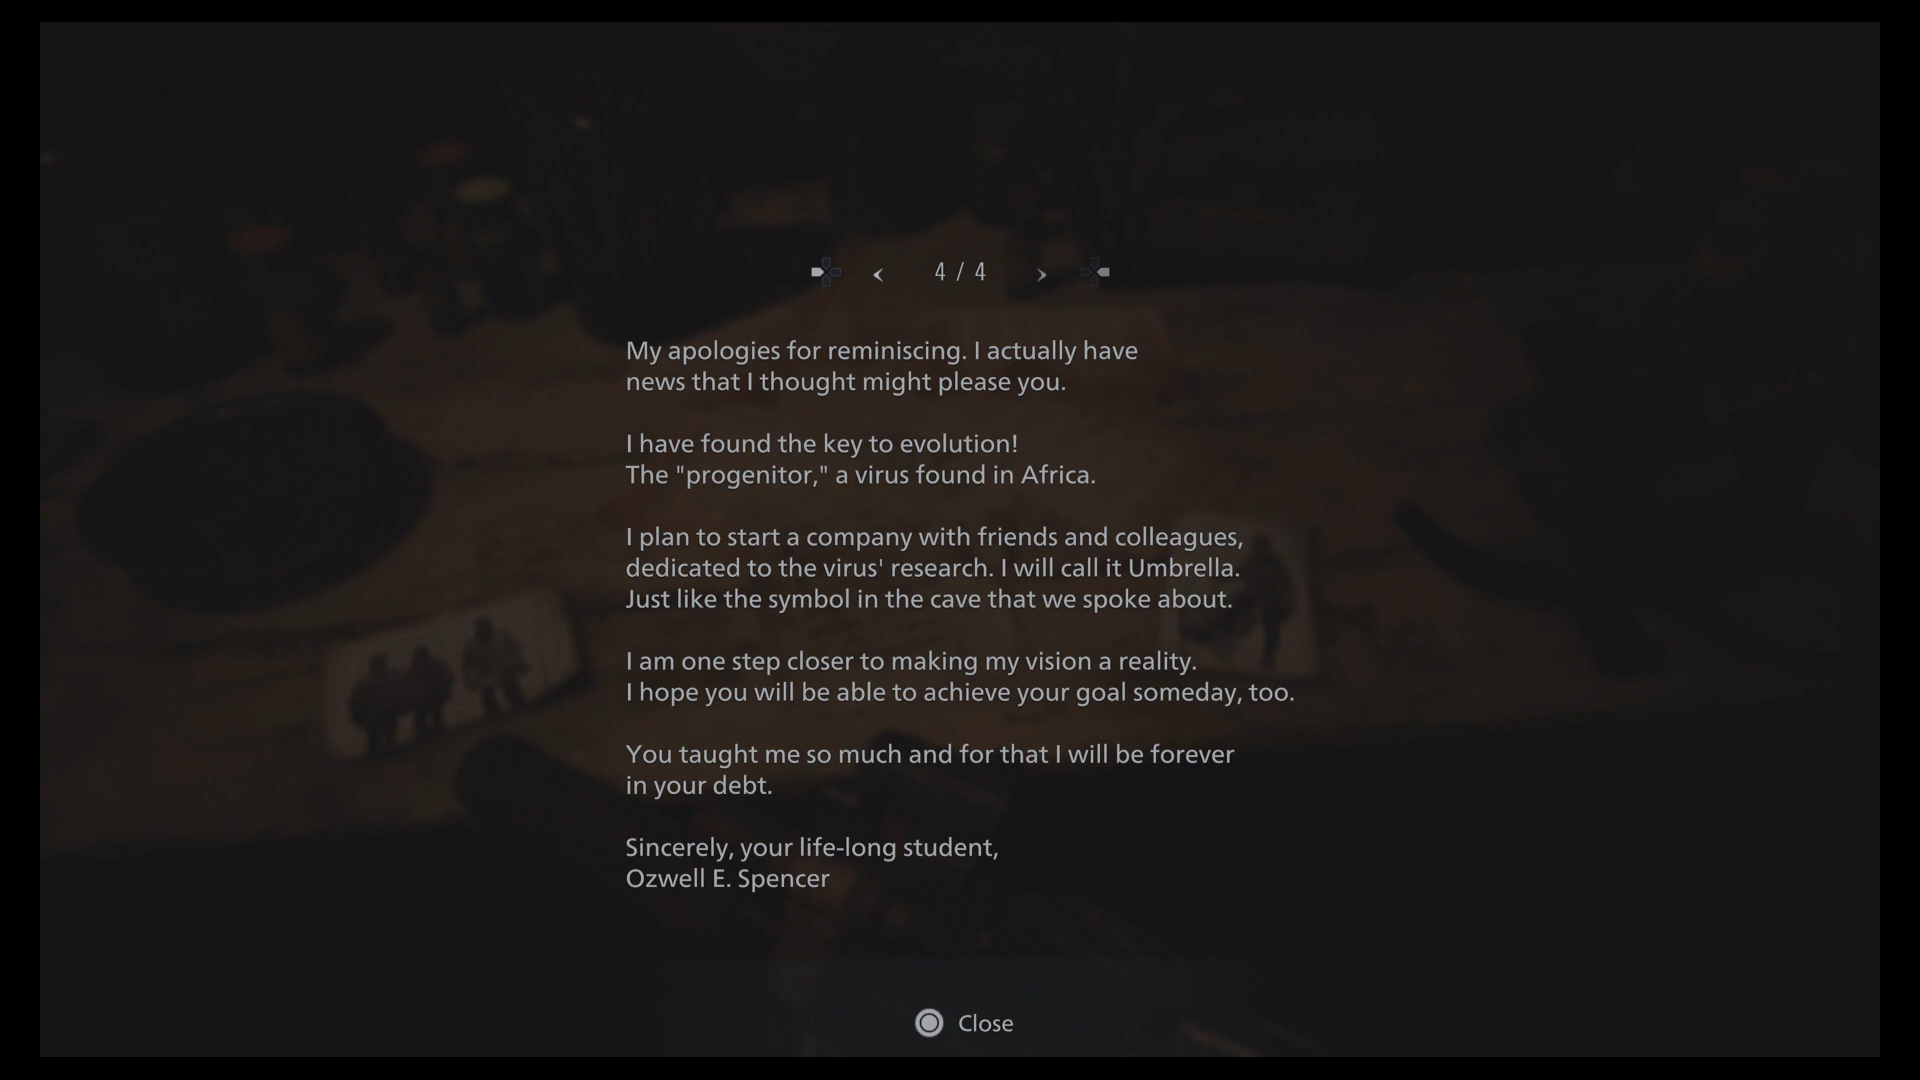 4 / 4
My apologies for reminiscing. I actually have
news that I thought might please you.
I have found the key to evolution!
The "progenitor," a virus found in Africa.
I plan to start a company with friends and colleagues,
dedicated to the virus' research. I will call it Umbrella.
Just like the symbol in the cave that we spoke about.
I am one step closer to making my vision a reality.
I hope you will be able to achieve your goal someday, too.
You taught me so much and for that I will be forever
in your debt.
Sincerely, your life-long student,
Ozwell E. Spencer
Close